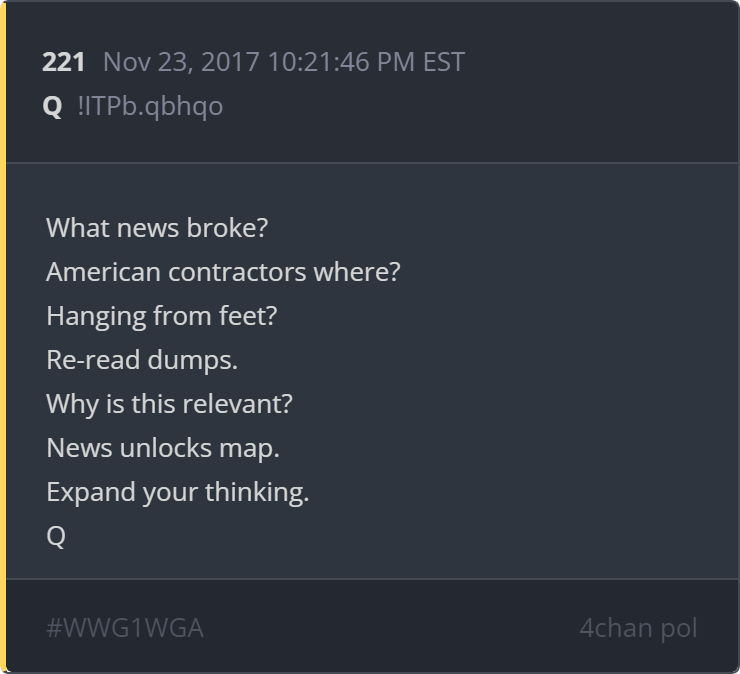 221 Nov 23, 2017 10:21:46 PM EST
Q !ITPb.qbhqo
What news broke?
American contractors where?
Hanging from feet?
Re-read dumps.
Why is this relevant?
News unlocks map.
Expand your thinking.
Q
#WWG1WGA 4chan pol